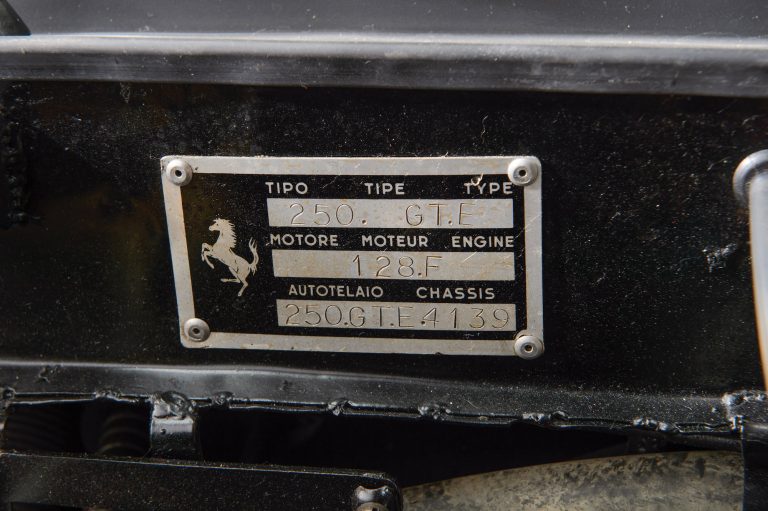 TIPO TIPE TYPE
250. GT.E
MOTORE MOTEUR ENGINE
128.F
AUTOTELAIO CHASSIS
250.GT.E.4139